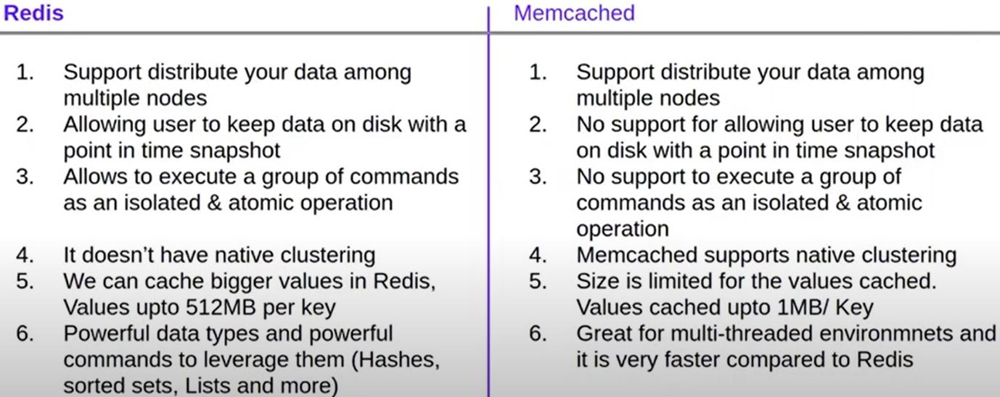 Redis
1. Support distribute your data among
multiple nodes
2. Allowing user to keep data on disk with a
point in time snapshot
3. Allows to execute a group of commands
as an isolated & atomic operation
4. It doesn’t have native clustering
5. We can cache bigger values in Redis,
Values upto 512MB per key
6. Powerful data types and powerful
commands to leverage them (Hashes,
sorted sets, Lists and more)
Memcached
1. Support distribute your data among
multiple nodes
2. No support for allowing user to keep data
on disk with a point in time snapshot
3. No support to execute a group of
commands as an isolated & atomic
operation
4. Memcached supports native clustering
5. Size is limited for the values cached.
Values cached upto 1MB/ Key
6. Great for multi-threaded environmnets and
it is very faster compared to Redis